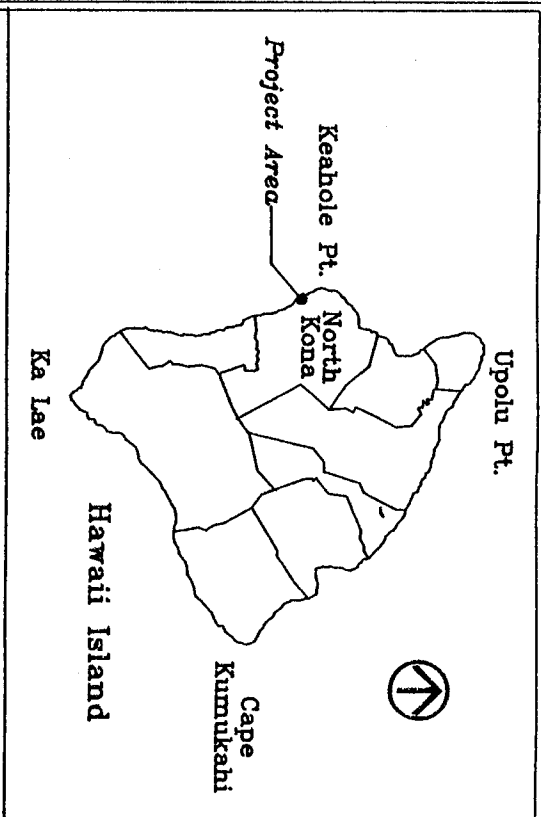 Upolu Pt.
Keahole Pt.
North
Kona
Project Area
Cape
Kumukahi
Ka Lae
Hawaii Island